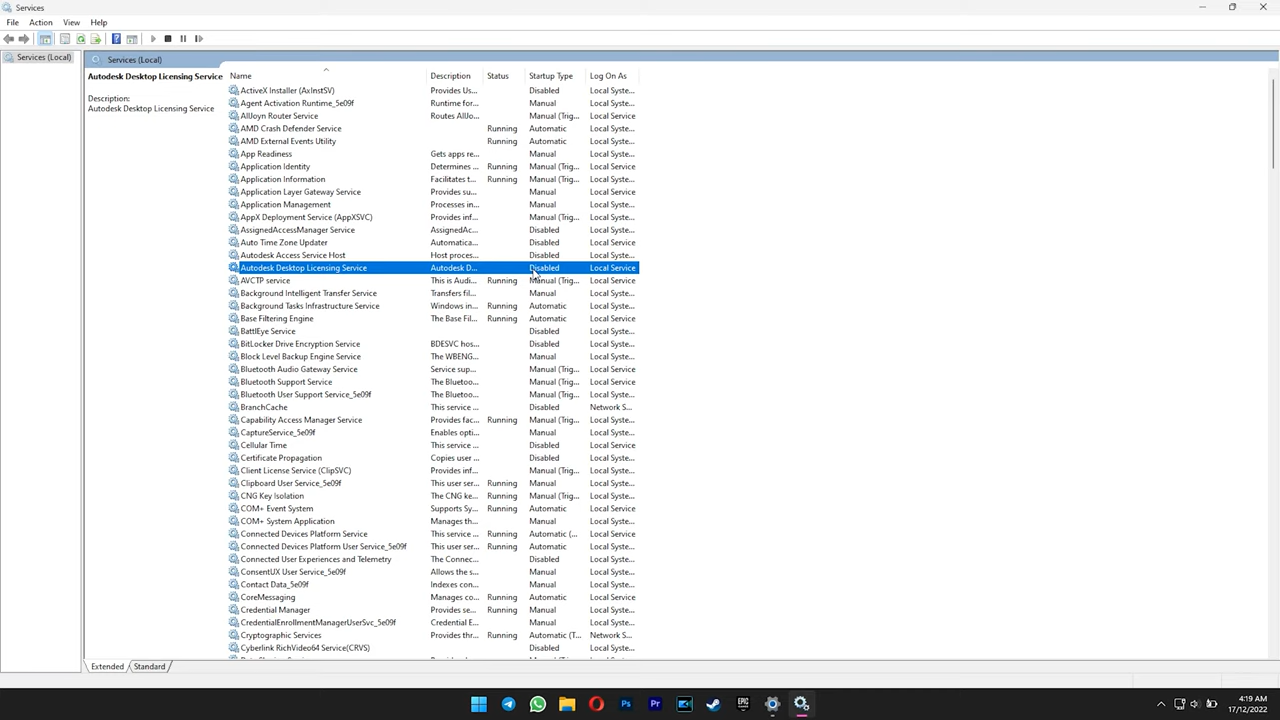 Services
File Action View Help
Services (Local)
Services (Local)
Autodesk Desktop Licensing Service
Description:
Autodesk Desktop Licensing Service
Name Description Status Startup Type Log On As
ActiveX Installer (AxInstSV) Provides Us... Disabled Local Syste...
Agent Activation Runtime_5e09f Runtime for... Manual Local Syste...
AllJoyn Router Service Routes AllJo... Manual (Trig... Local Service
AMD Crash Defender Service Running Automatic Local Syste...
AMD External Events Utility Running Automatic Local Syste...
App Readiness Gets apps re... Manual Local Syste...
Application Identity Determines ... Running Manual (Trig... Local Service
Application Information Facilitates t... Running Manual (Trig... Local Syste...
Application Layer Gateway Service Provides su... Manual Local Service
Application Management Processes in... Manual Local Syste...
AppX Deployment Service (AppXSVC) Provides inf... Manual (Trig... Local Syste...
AssignedAccessManager Service AssignedAc... Disabled Local Syste...
Auto Time Zone Updater Automatica... Disabled Local Service
Autodesk Access Service Host Host proces... Disabled Local Syste...
Autodesk Desktop Licensing Service Autodesk D... Disabled Local Service
AVCTP service This is Audi... Running Manual (Trig... Local Service
Background Intelligent Transfer Service Transfers fil... Manual Local Syste...
Background Tasks Infrastructure Service Windows in... Running Automatic Local Syste...
Base Filtering Engine The Base Fil... Running Automatic Local Service
BattlEye Service Disabled Local Syste...
BitLocker Drive Encryption Service BDESVC hos... Disabled Local Syste...
Block Level Backup Engine Service The WBENG... Manual Local Syste...
Bluetooth Audio Gateway Service Service sup... Manual (Trig... Local Service
Bluetooth Support Service The Bluetoo... Manual (Trig... Local Service
Bluetooth User Support Service_5e09f The Bluetoo... Manual (Trig... Local Syste...
BranchCache This service ... Disabled Network S...
Capability Access Manager Service Provides fac... Running Manual (Trig... Local Syste...
CaptureService_5e09f Enables opti... Manual Local Syste...
Cellular Time This service ... Disabled Local Service
Certificate Propagation Copies user ... Disabled Local Syste...
Client License Service (ClipSVC) Provides inf... Manual (Trig... Local Syste...
Clipboard User Service_5e09f This user ser... Running Manual Local Syste...
CNG Key Isolation The CNG ke... Running Manual (Trig... Local Syste...
COM+ Event System Supports Sy... Running Automatic Local Service
COM+ System Application Manages th... Manual Local Syste...
Connected Devices Platform Service This service ... Running Automatic (... Local Service
Connected Devices Platform User Service_5e09f This user ser... Running Automatic Local Syste...
Connected User Experiences and Telemetry The Connec... Disabled Local Syste...
ConsentUX User Service_5e09f Allows the s... Manual Local Syste...
Contact Data_5e09f Indexes con... Manual Local Syste...
CoreMessaging Manages co... Running Automatic Local Service
Credential Manager Provides se... Running Manual Local Syste...
CredentialEnrollmentManagerUserSvc_5e09f Credential E... Manual Local Syste...
Cryptographic Services Provides thr... Running Automatic (T... Network S...
Cyberlink RichVideo64 Service(CRVS) Disabled Local Syste...
Extended Standard
4:19 AM
17/12/2022